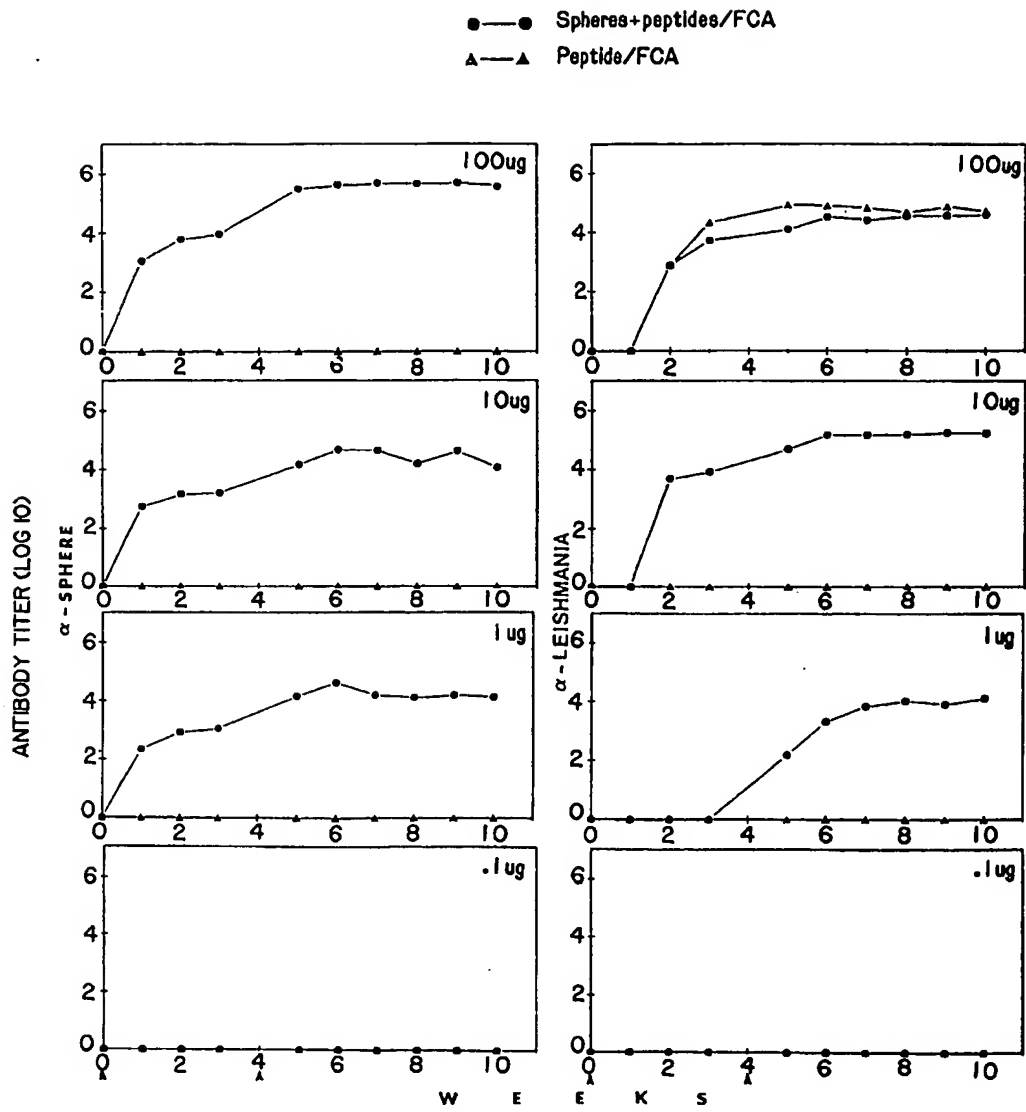 Spheres+peptides/FCA
Peptide/FCA
ANTIBODY TITER (LOG 10)
α-SPHERE
100ug
6
4
2
0
0 2 4 6 8 10
10ug
6
4
2
0
0 2 4 6 8 10
1ug
6
4
2
0
0 2 4 6 8 10
.1ug
6
4
2
0
0 2 4 6 8 10
α-LEISHMANIA
100ug
6
4
2
0
0 2 4 6 8 10
10ug
6
4
2
0
0 2 4 6 8 10
1ug
6
4
2
0
0 2 4 6 8 10
.1ug
6
4
2
0
0 2 4 6 8 10
W E E K S